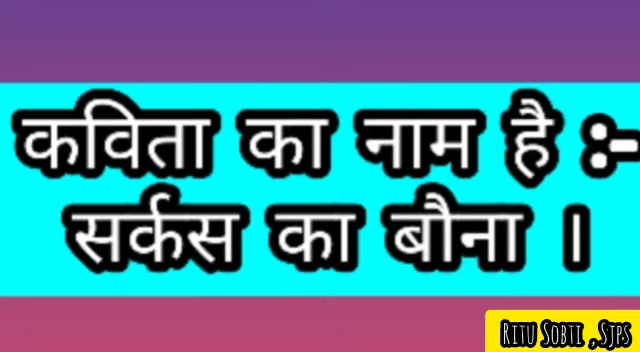 कविता का नाम है :-
सर्कस का बौना ।
RITU SOBTI ,SJPS